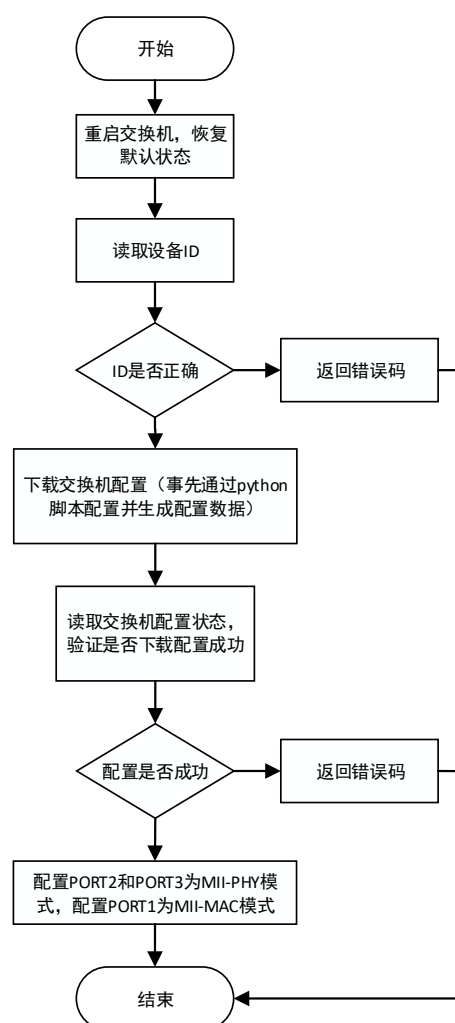 开始
重启交换机，恢复
默认状态
读取设备ID
ID是否正确
返回错误码
下载交换机配置（事先通过python
脚本配置并生成配置数据）
读取交换机配置状态，
验证是否下载配置成功
配置是否成功
返回错误码
配置PORT2和PORT3为MII-PHY模
式，配置PORT1为MII-MAC模式
结束